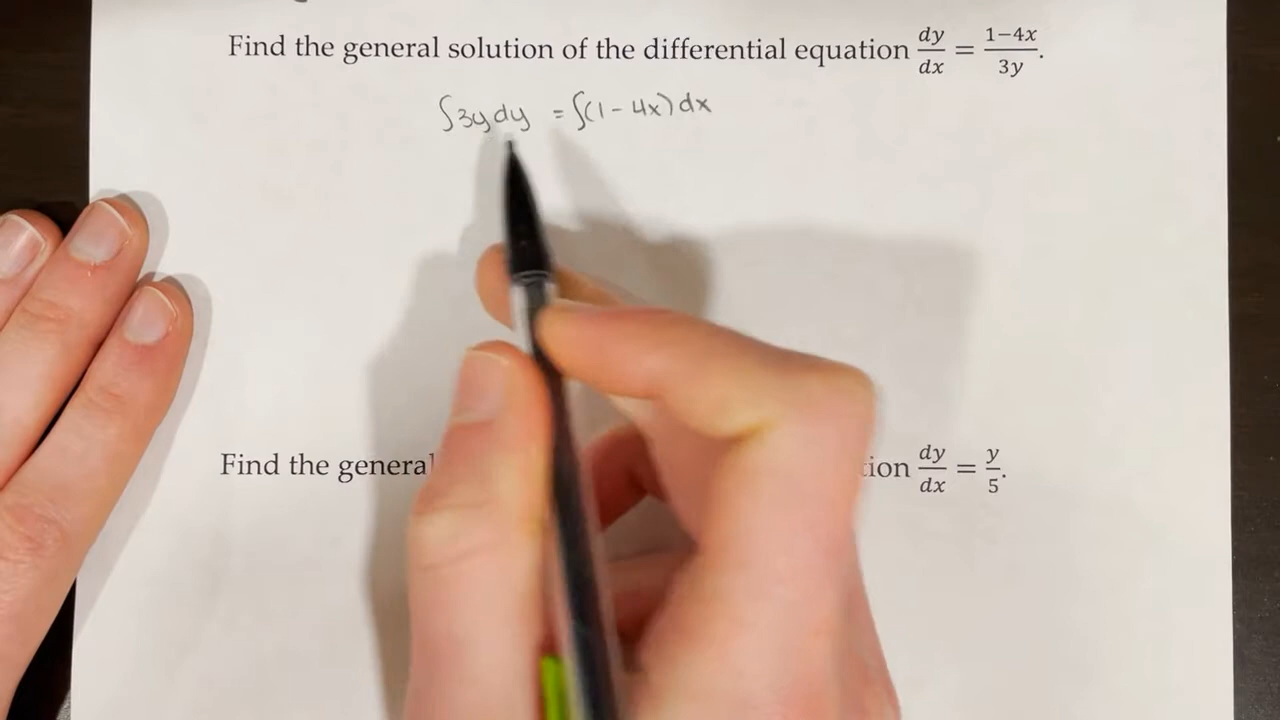 Find the general solution of the differential equation dy/dx = 1−4x/3y.
∫3y dy = ∫(1 - 4x) dx
Find the general dy/dx = y/5.